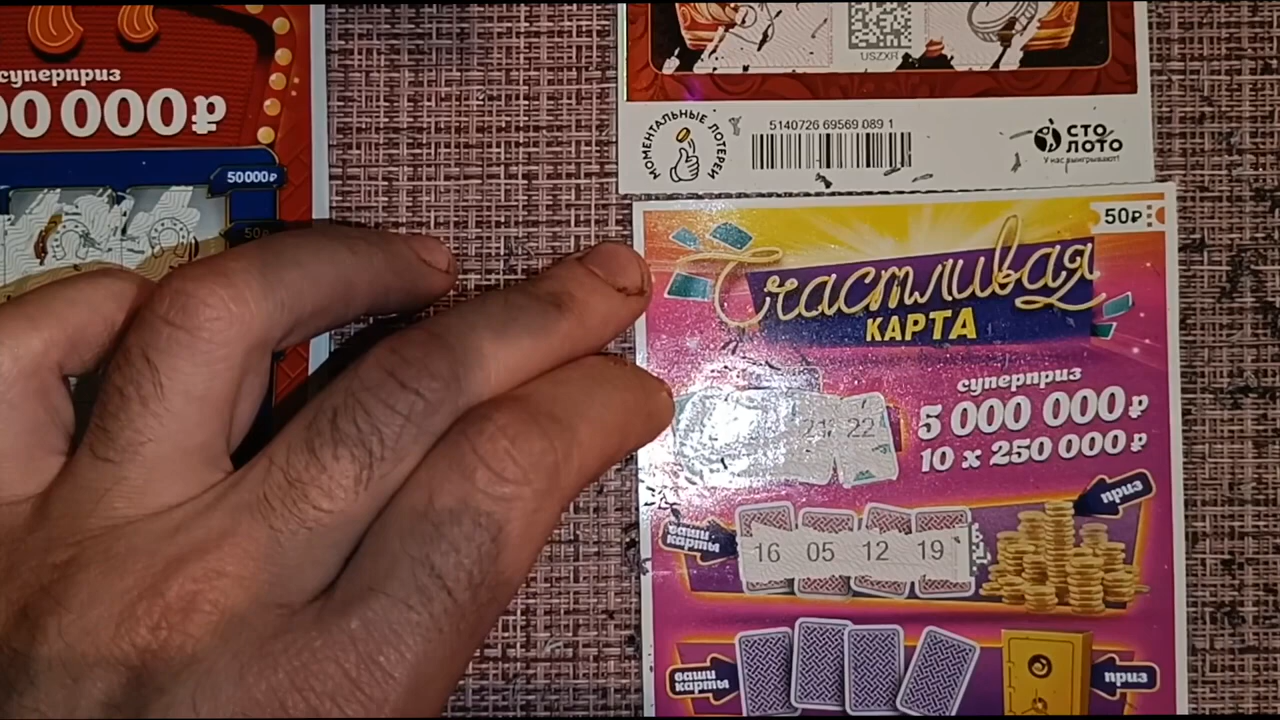 суперприз
00 000₽
50000₽
USZXR
МОМЕНТАЛЬНЫЕ ЛОТЕРЕИ
5140726 69569 089 1
СТО
ЛОТО
У нас выигрывают!
50₽
Счастливая
КАРТА
суперприз
5 000 000₽
10 x 250 000₽
22
приз
ваши
карты
16 05 12 19
ваши
карты
приз